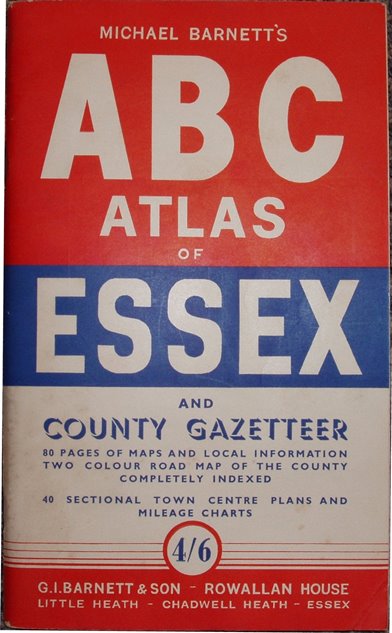 MICHAEL BARNETT'S
ABC
ATLAS
OF
ESSEX
AND
COUNTY GAZETTEER
80 PAGES OF MAPS AND LOCAL INFORMATION
TWO COLOUR ROAD MAP OF THE COUNTY
COMPLETELY INDEXED
40 SECTIONAL TOWN CENTRE PLANS AND
MILEAGE CHARTS
4/6
G.I.BARNETT & SON - ROWALLAN HOUSE
LITTLE HEATH - CHADWELL HEATH - ESSEX